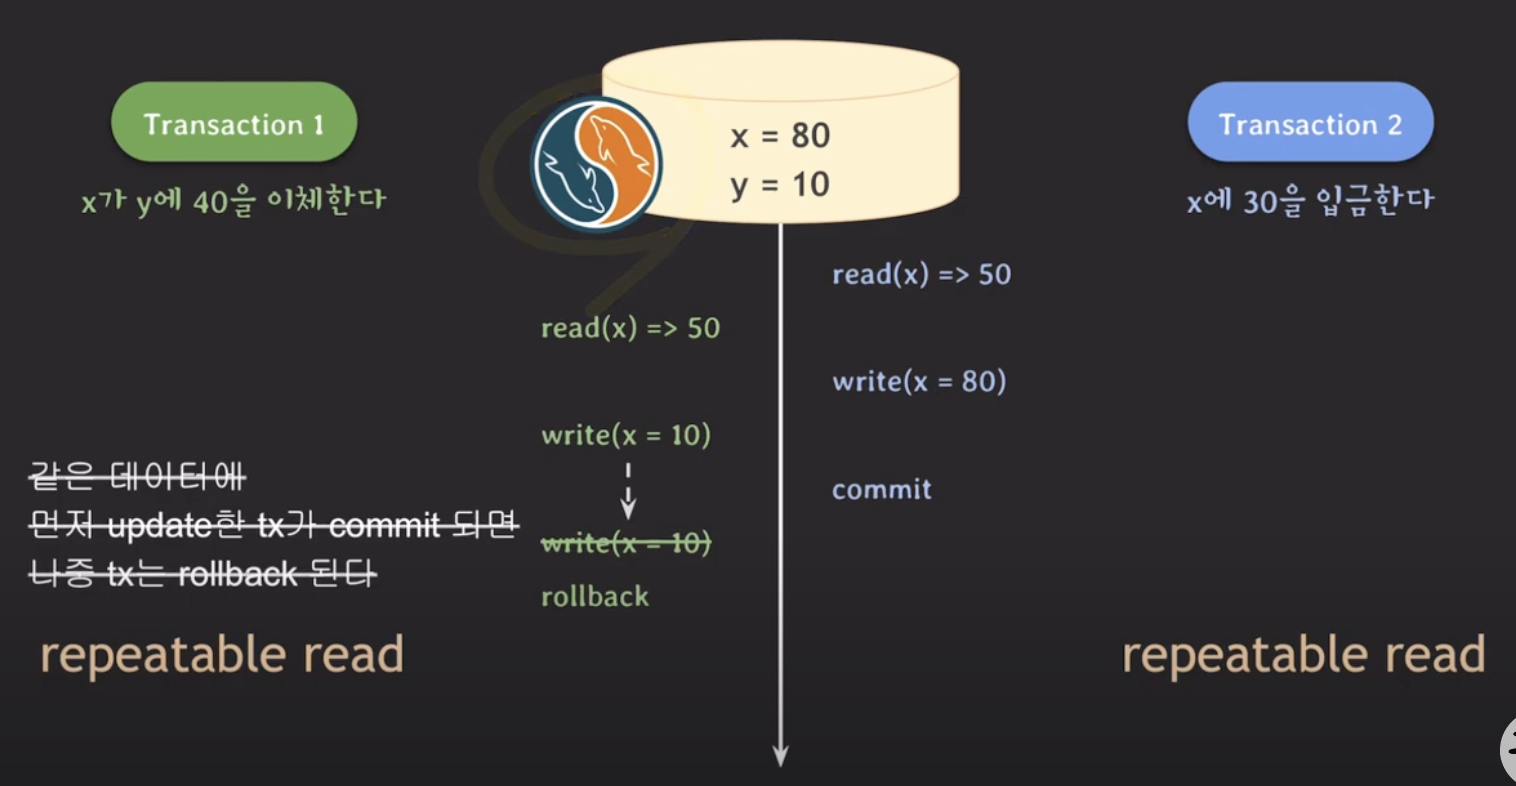 Transaction 1
x가 y에 40을 이체한다
x = 80
y = 10
Transaction 2
x에 30을 입금한다
read(x) => 50
read(x) => 50
write(x = 80)
write(x = 10)
commit
같은 데이터에
먼저 update한 tx가 commit 되면
나중 tx는 rollback 된다
write(x = 10)
rollback
repeatable read
repeatable read